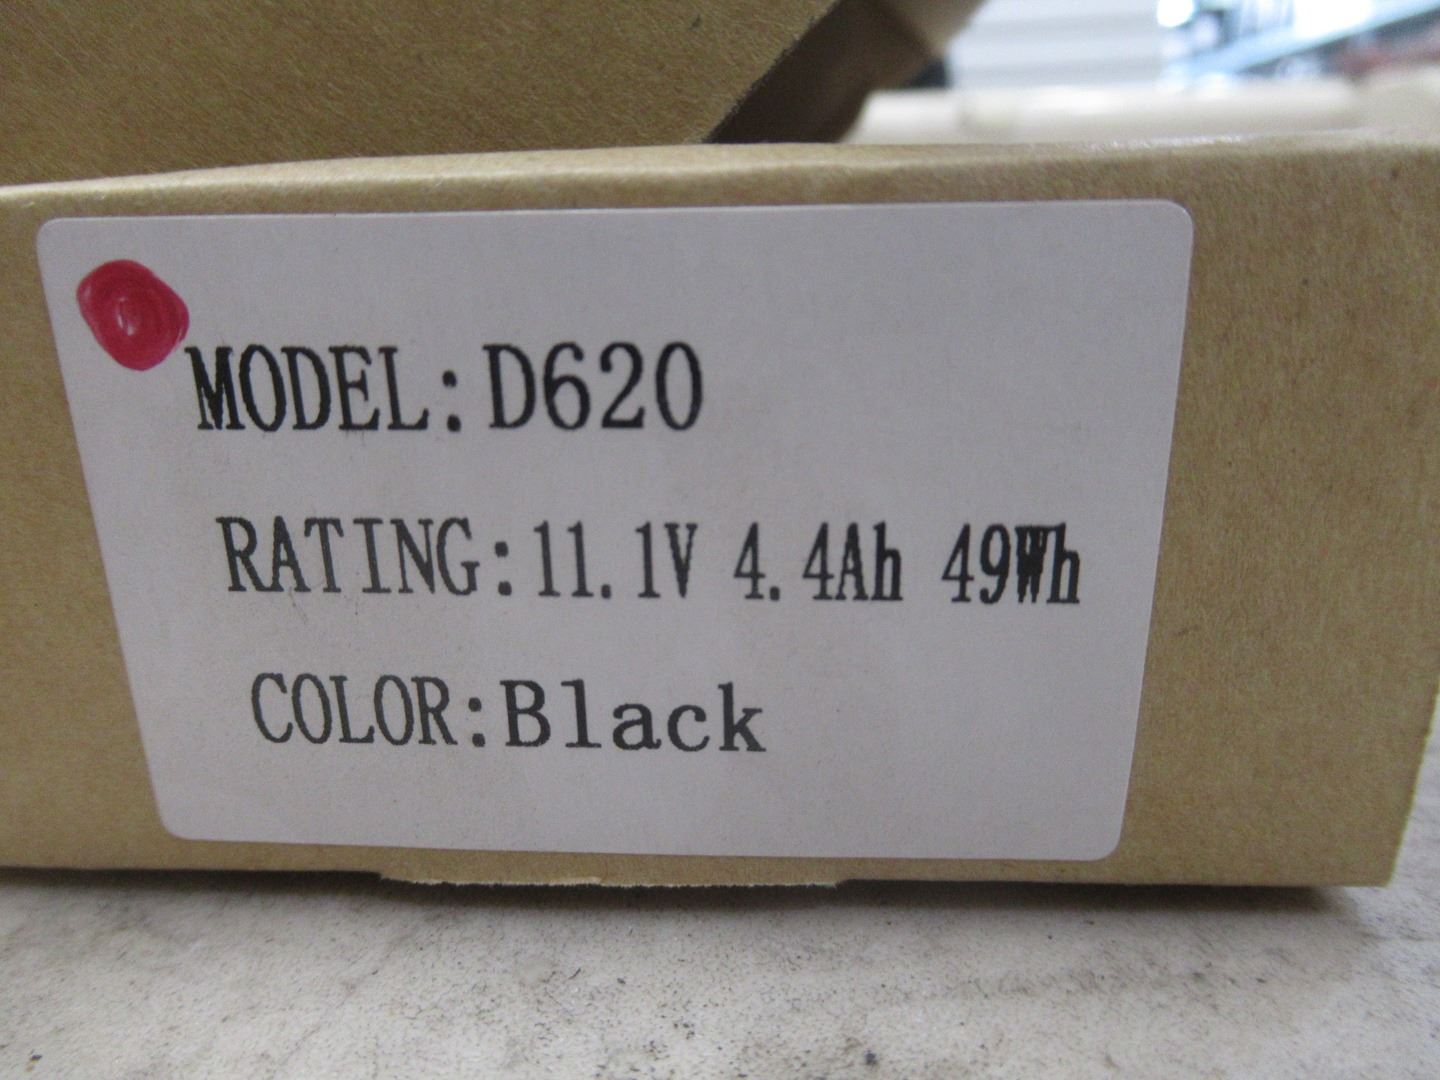 MODEL:D620
RATING:11.1V 4.4Ah 49Wh
COLOR:Black